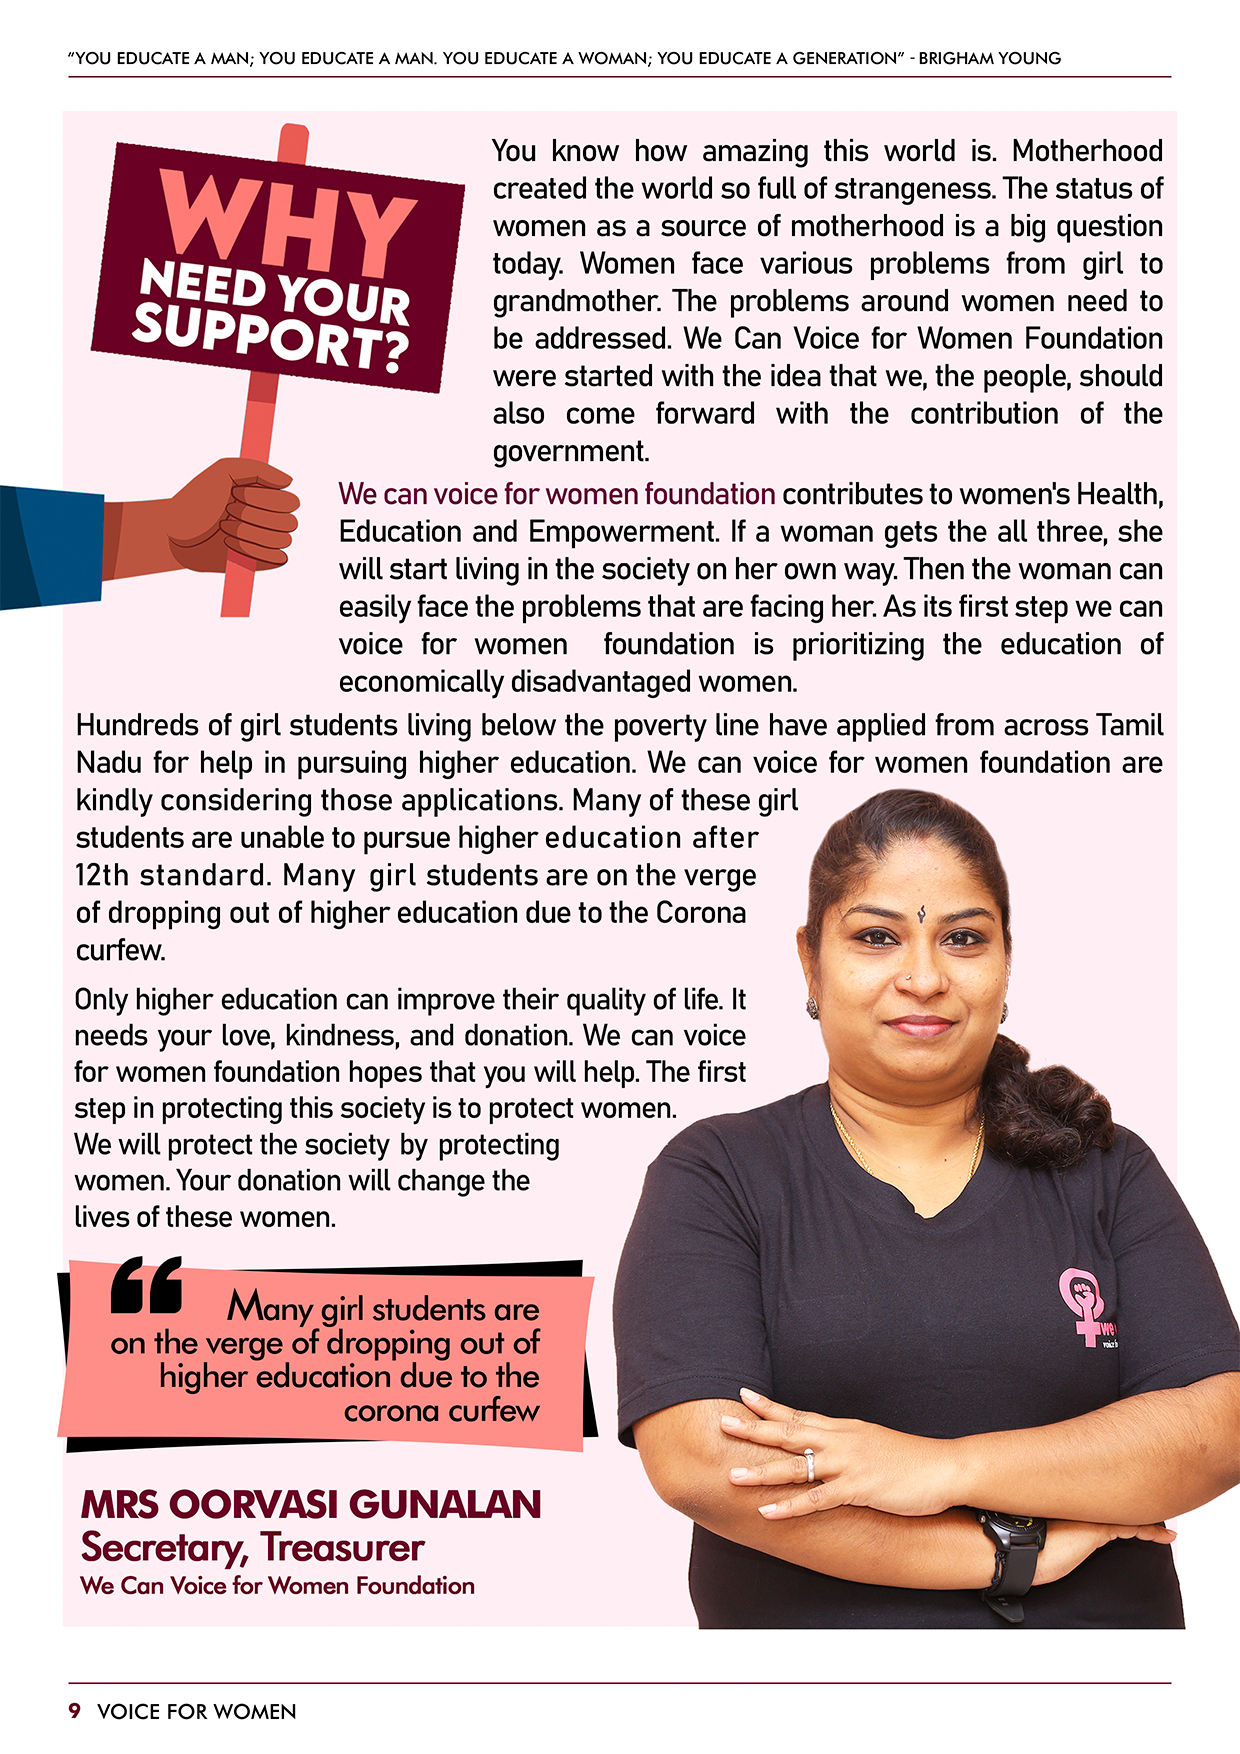 "YOU EDUCATE A MAN; YOU EDUCATE A MAN. YOU EDUCATE A WOMAN; YOU EDUCATE A GENERATION" - BRIGHAM YOUNG
WHY
NEED YOUR
SUPPORT?
You know how amazing this world is. Motherhood
created the world so full of strangeness. The status of
women as a source of motherhood is a big question
today. Women face various problems from girl to
grandmother. The problems around women need to
be addressed. We Can Voice for Women Foundation
were started with the idea that we, the people, should
also come forward with the contribution of the
government.
We can voice for women foundation contributes to women's Health,
Education and Empowerment. If a woman gets the all three, she
will start living in the society on her own way. Then the woman can
easily face the problems that are facing her. As its first step we can
voice for women foundation is prioritizing the education of
economically disadvantaged women.
Hundreds of girl students living below the poverty line have applied from across Tamil
Nadu for help in pursuing higher education. We can voice for women foundation are
kindly considering those applications. Many of these girl
students are unable to pursue higher education after
12th standard. Many girl students are on the verge
of dropping out of higher education due to the Corona
curfew.
Only higher education can improve their quality of life. It
needs your love, kindness, and donation. We can voice
for women foundation hopes that you will help. The first
step in protecting this society is to protect women.
We will protect the society by protecting
women. Your donation will change the
lives of these women.
“ Many girl students are
on the verge of dropping out of
higher education due to the
corona curfew
we
voice f
MRS OORVASI GUNALAN
Secretary, Treasurer
We Can Voice for Women Foundation
9 VOICE FOR WOMEN